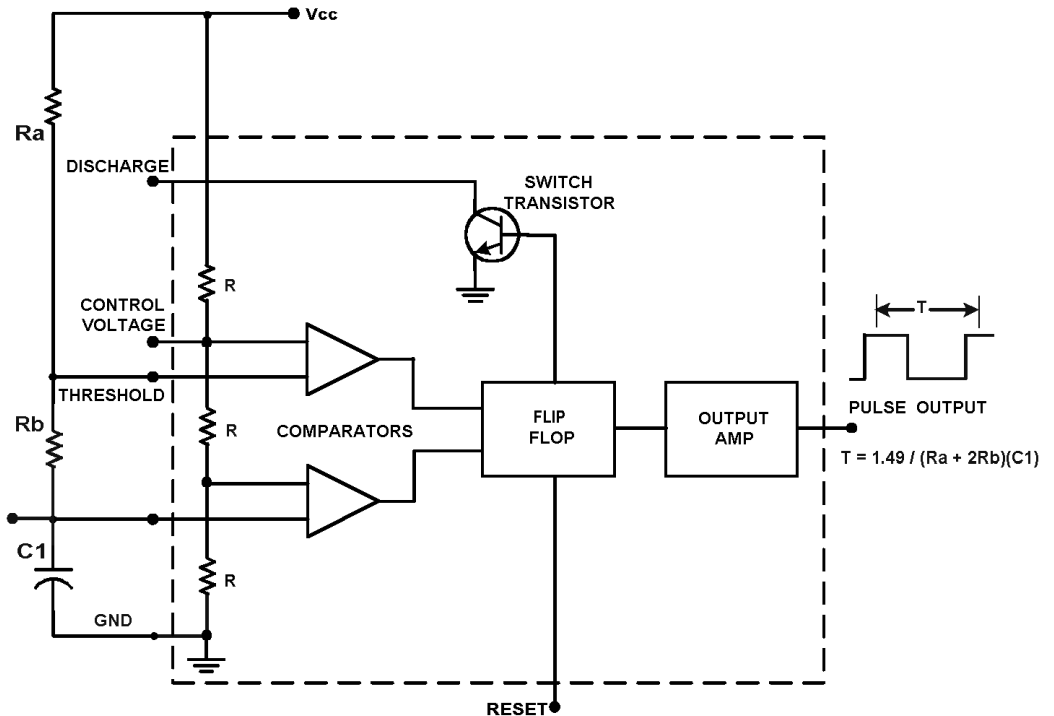 Vcc
Ra
DISCHARGE
SWITCH
TRANSISTOR
R
CONTROL
VOLTAGE
T
THRESHOLD
Rb
R
COMPARATORS
FLIP
FLOP
OUTPUT
AMP
PULSE OUTPUT
T = 1.49 / (Ra + 2Rb)(C1)
C1
R
GND
RESET